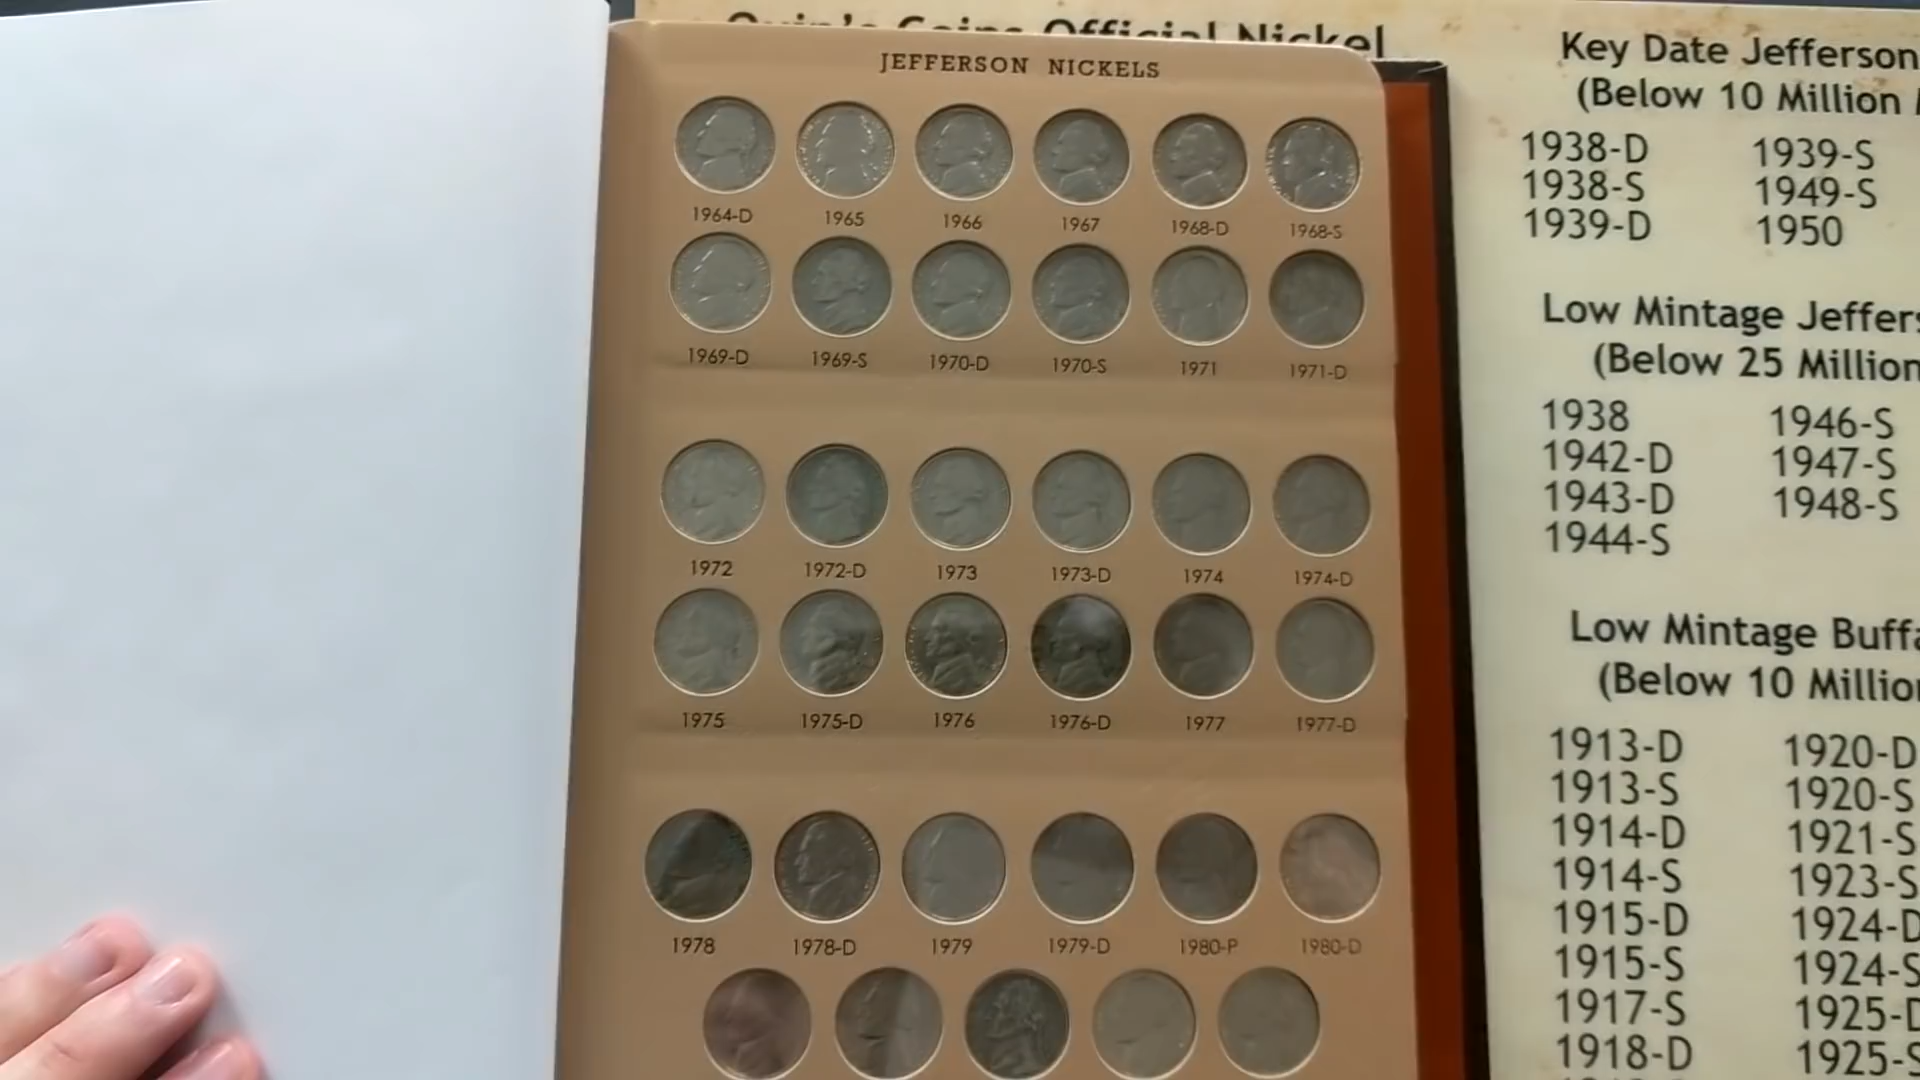 Quin's Coins Official Nickel
JEFFERSON NICKELS
1964-D 1965 1966 1967 1968-D 1968-S
1969-D 1969-S 1970-D 1970-S 1971 1971-D
1972 1972-D 1973 1973-D 1974 1974-D
1975 1975-D 1976 1976-D 1977 1977-D
1978 1978-D 1979 1979-D 1980-P 1980-D
Key Date Jefferson
(Below 10 Million
1938-D 1939-S
1938-S 1949-S
1939-D 1950
Low Mintage Jeffers
(Below 25 Million
1938 1946-S
1942-D 1947-S
1943-D 1948-S
1944-S
Low Mintage Buffa
(Below 10 Millio
1913-D 1920-D
1913-S 1920-S
1914-D 1921-S
1914-S 1923-S
1915-D 1924-D
1915-S 1924-S
1917-S 1925-D
1918-D 1925-S